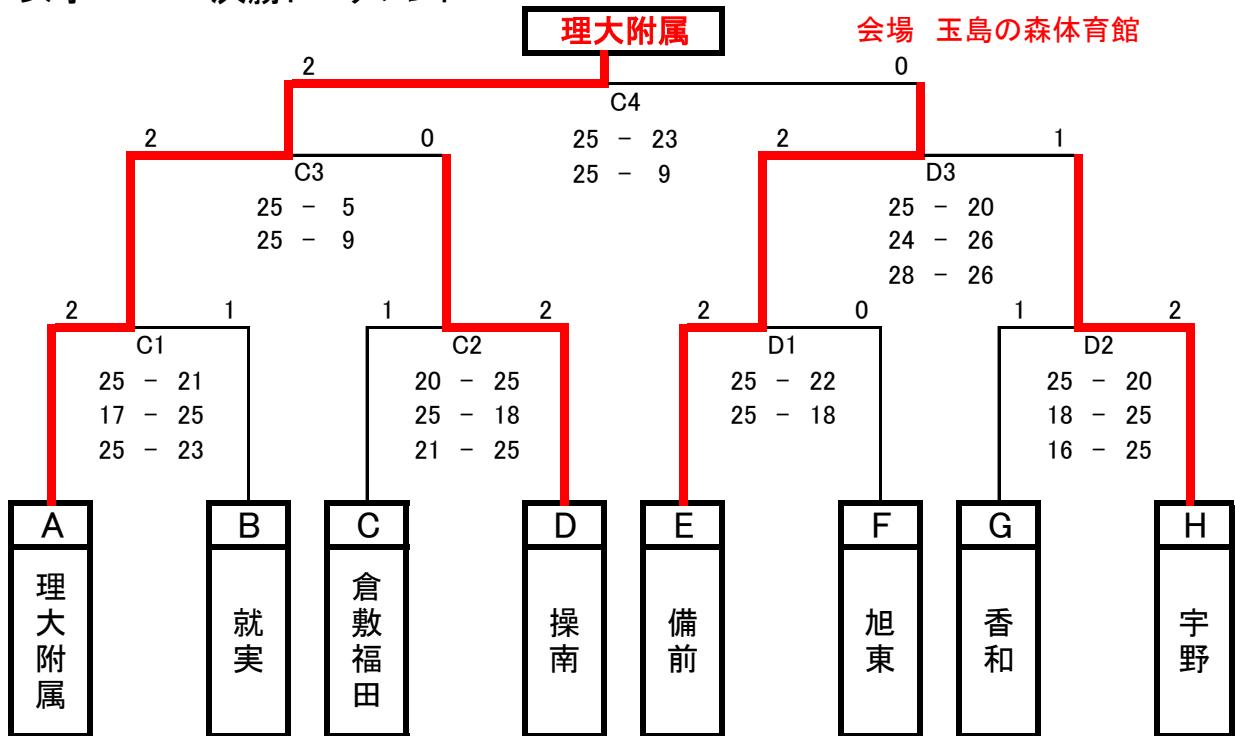 理大附属
会場 玉島の森体育館
2 0
C4
25 - 23
25 - 9
2 0
C3
25 - 5
25 - 9
2 1
D3
25 - 20
24 - 26
28 - 26
2 1
C1
25 - 21
17 - 25
25 - 23
1 2
C2
20 - 25
25 - 18
21 - 25
2 0
D1
25 - 22
25 - 18
1 2
D2
25 - 20
18 - 25
16 - 25
A
理大附属
B
就実
C
倉敷福田
D
操南
E
備前
F
旭東
G
香和
H
宇野